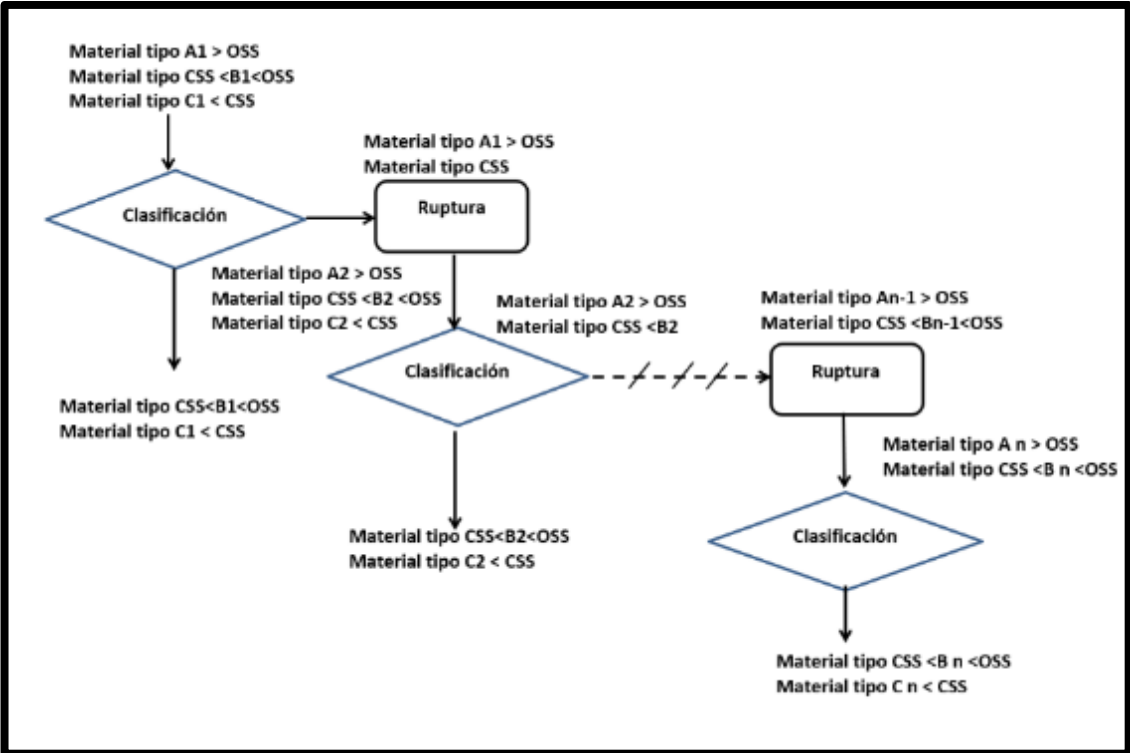 Material tipo A1 > OSS
Material tipo CSS <B1<OSS
Material tipo C1 < CSS
Clasificación
Material tipo A1 > OSS
Material tipo CSS
Ruptura
Material tipo CSS<B1<OSS
Material tipo C1 < CSS
Material tipo A2 > OSS
Material tipo CSS <B2 <OSS
Material tipo C2 < CSS
Clasificación
Material tipo A2 > OSS
Material tipo CSS <B2
Material tipo CSS<B2<OSS
Material tipo C2 < CSS
Material tipo An-1 > OSS
Material tipo CSS <Bn-1<OSS
Ruptura
Material tipo A n > OSS
Material tipo CSS <B n <OSS
Clasificación
Material tipo CSS <B n <OSS
Material tipo C n < CSS